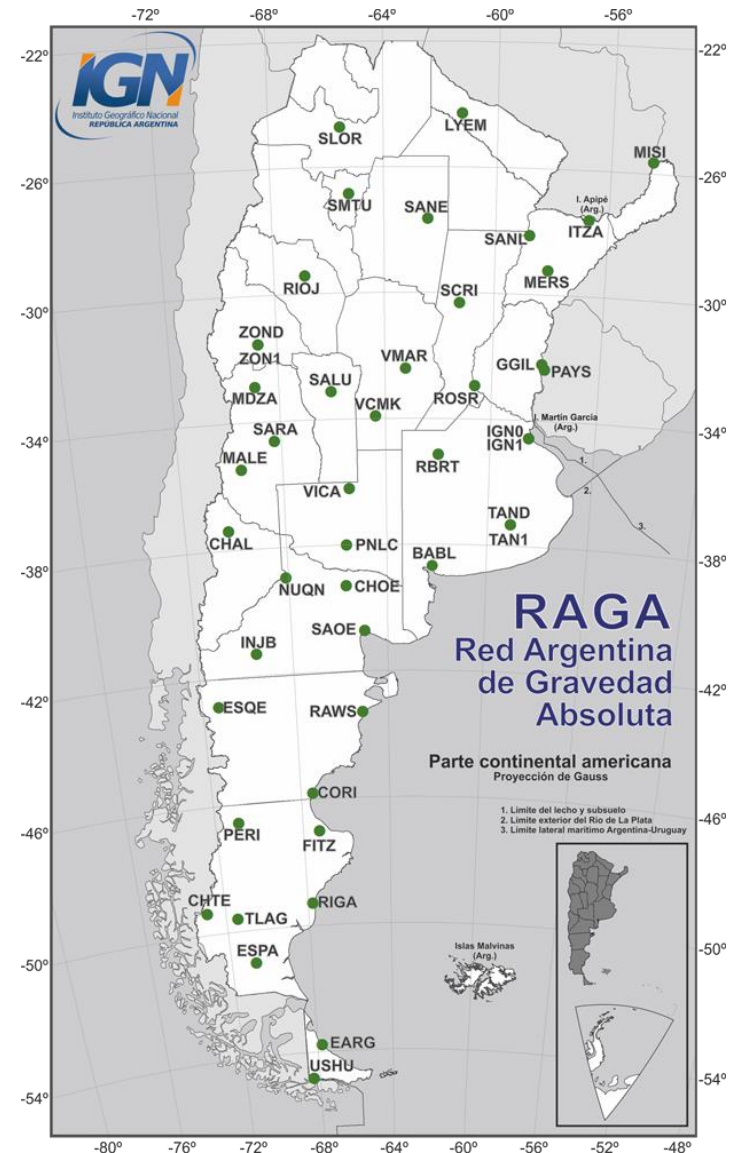 -72º -68º -64º -60º -56º
-22º
-22º
IGN
Instituto Geográfico Nacional
REPÚBLICA ARGENTINA
LYEM
SLOR
MISI
-26º
-26º
SMTU
SANE
I. Apipé
(Arg.)
ITZA
SANL
MERS
RIOJ
SCRI
-30º
-30º
ZOND
ZON1
VMAR
GGIL
PAYS
SALU
MDZA
VCMK
ROSR
I. Martín García
(Arg.)
SARA
IGN0
IGN1
-34º
-34º
MALE
RBRT
1.
VICA
2.
TAND
TAN1
3.
CHAL
PNLC
BABL
-38º
-38º
NUQN
CHOE
RAGA
Red Argentina
de Gravedad
Absoluta
SAOE
INJB
-42º
-42º
ESQE
RAWS
Parte continental americana
Proyección de Gauss
CORI
1. Limite del lecho y subsuelo
2. Limite exterior del Rio de La Plata
3. Limite lateral maritimo Argentina-Uruguay
-46º
-46º
PERI
FITZ
CHTE
TLAG
RIGA
ESPA
Islas Malvinas
(Arg.)
-50º
-50º
EARG
USHU
-54º
-54º
-80º -76º -72º -68º -64º -60º -56º -52º -48º